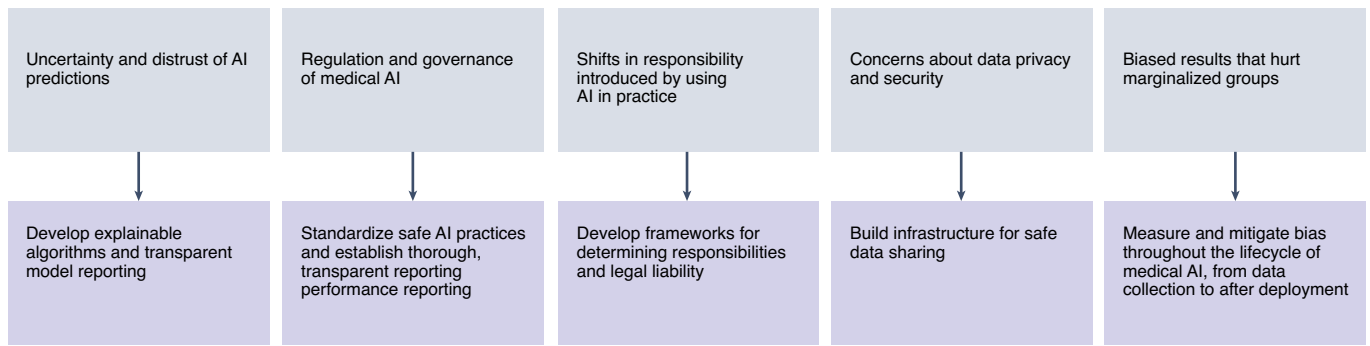 Uncertainty and distrust of AI
predictions
Regulation and governance
of medical AI
Shifts in responsibility
introduced by using
AI in practice
Concerns about data privacy
and security
Biased results that hurt
marginalized groups
Develop explainable
algorithms and transparent
model reporting
Standardize safe AI practices
and establish thorough,
transparent reporting
performance reporting
Develop frameworks for
determining responsibilities
and legal liability
Build infrastructure for safe
data sharing
Measure and mitigate bias
throughout the lifecycle of
medical AI, from data
collection to after deployment